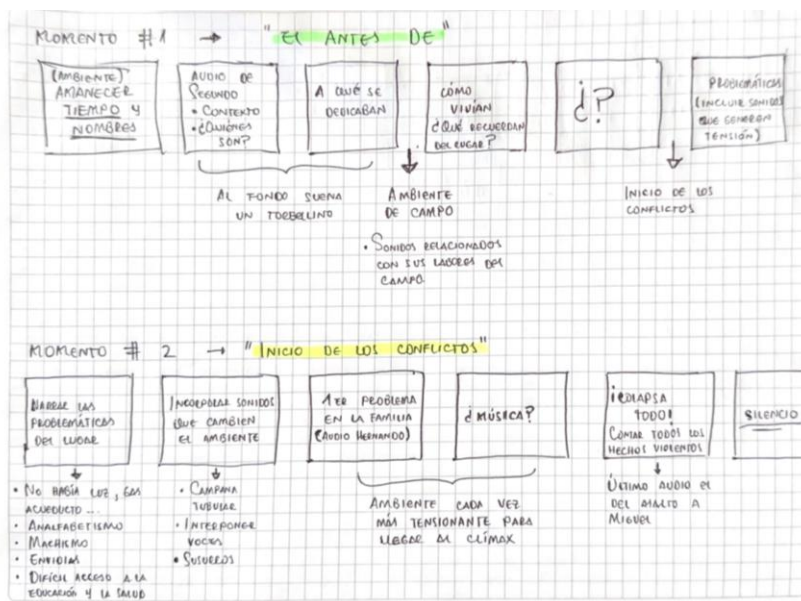 MOMENTO #1 → "EL ANTES DE"
(AMBIENTE)
AMANECER
TIEMPO Y
NOMBRES
AUDIO DE
SEGUNDO
• CONTEXTO
• ¿QUIÉNES
SON?
A QUÉ SE
DEDICABAN
CÓMO
VIVÍAN
¿QUÉ RECUERDAN
DEL LUGAR?
¿?
PROBLEMÁTICAS
(INCLUIR SONIDOS
QUE GENEREN
TENSIÓN)
AL FONDO SUENA
UN TORBELLINO
AMBIENTE
DE CAMPO
• SONIDOS RELACIONADOS
CON SUS LABORES DEL
CAMPO.
INICIO DE LOS
CONFLICTOS
MOMENTO # 2 → "INICIO DE LOS CONFLICTOS"
NARRAR LAS
PROBLEMÁTICAS
DEL LUGAR
INCORPORAR SONIDOS
QUE CAMBIEN
EL AMBIENTE
1ER PROBLEMA
EN LA FAMILIA
(AUDIO HERNANDO)
¿MÚSICA?
¡COLAPSA
TODO!
CONTAR TODOS LOS
HECHOS VIOLENTOS
SILENCIO
• NO HABÍA LUZ, GAS
ACUEDUCTO ...
• ANALFABETISMO
• MACHISMO
• ENVIDIAS
• DIFÍCIL ACCESO A LA
EDUCACIÓN Y LA SALUD
• CAMPANA
TUBULAR
• INTERPONER
VOCES
• SUSURROS
AMBIENTE CADA VEZ
MÁS TENSIONANTE PARA
LLEGAR AL CLÍMAX
ÚLTIMO AUDIO EL
DEL ASALTO A
MIGUEL